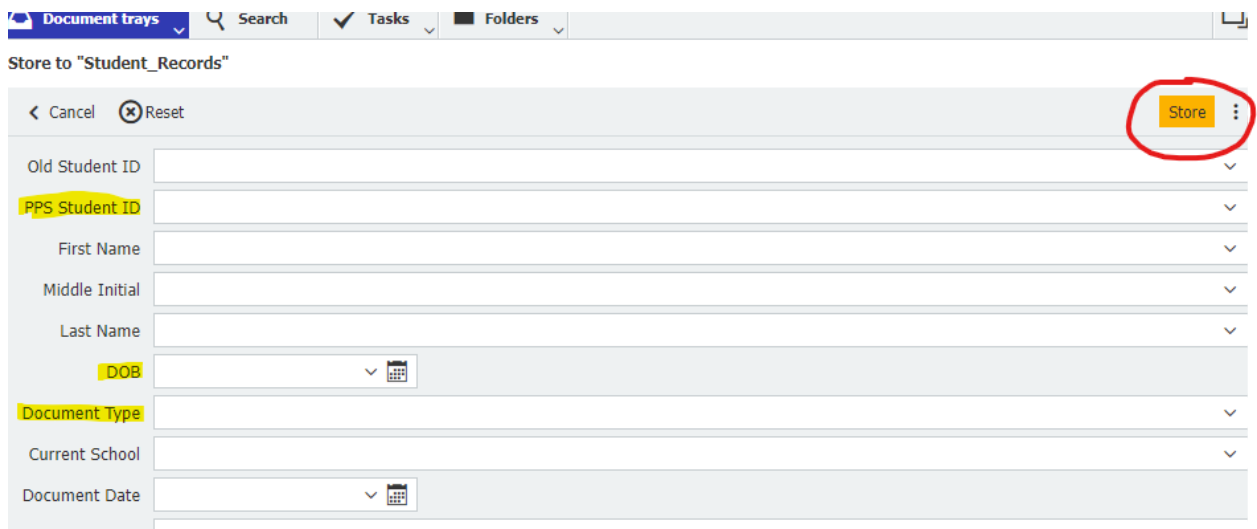 Document trays Search Tasks Folders
Store to "Student_Records"
Cancel Reset Store
Old Student ID
PPS Student ID
First Name
Middle Initial
Last Name
DOB
Document Type
Current School
Document Date